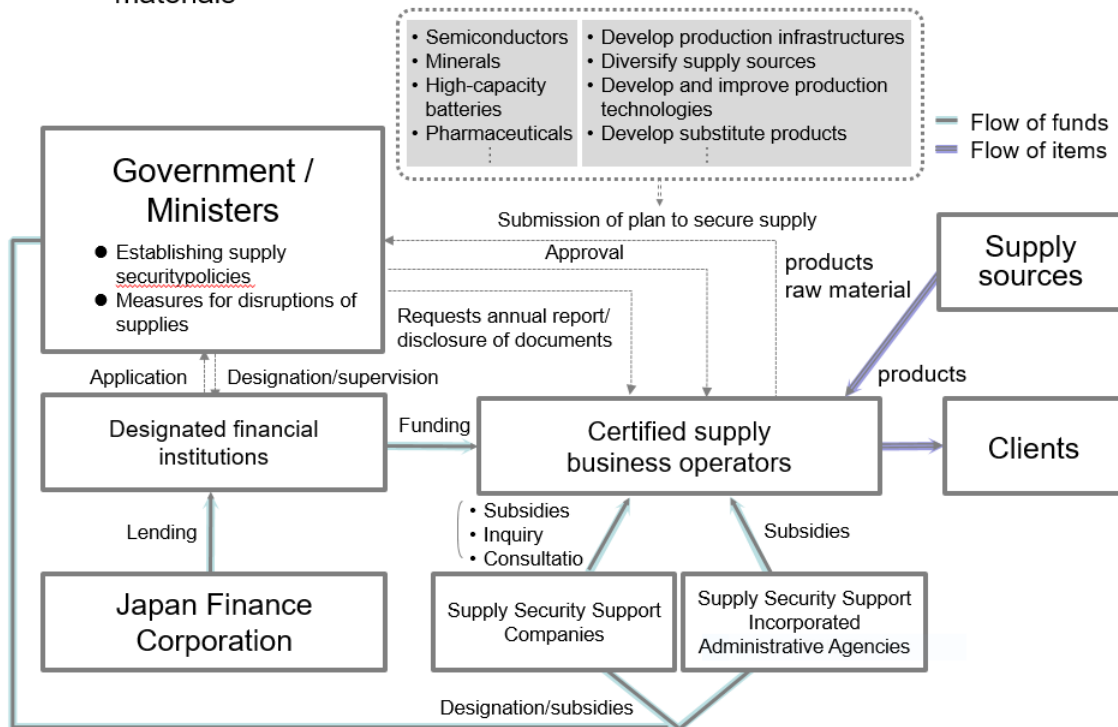 materials
• Semiconductors
• Minerals
• High-capacity
batteries
• Pharmaceuticals
• Develop production infrastructures
• Diversify supply sources
• Develop and improve production
technologies
• Develop substitute products
Flow of funds
Flow of items
Government /
Ministers
● Establishing supply
securitypolicies
● Measures for disruptions of
supplies
Submission of plan to secure supply
Approval
Requests annual report/
disclosure of documents
products
raw material
Supply
sources
products
Application
Designation/supervision
Designated financial
institutions
Funding
Certified supply
business operators
Clients
Lending
• Subsidies
• Inquiry
• Consultatio
Subsidies
Japan Finance
Corporation
Supply Security Support
Companies
Supply Security Support
Incorporated
Administrative Agencies
Designation/subsidies